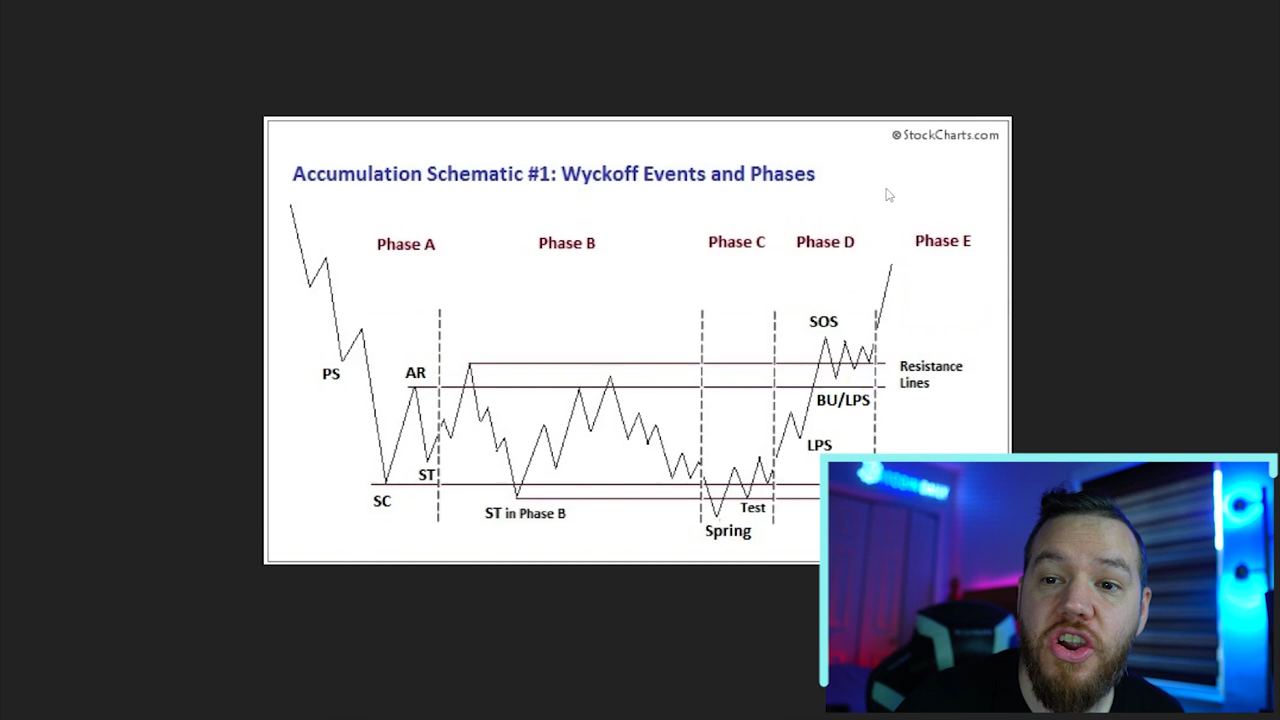 ©StockCharts.com
Accumulation Schematic #1: Wyckoff Events and Phases
Phase A
Phase B
Phase C
Phase D
Phase E
SOS
PS
AR
Resistance
Lines
BU/LPS
LPS
ST
SC
ST in Phase B
Test
Spring